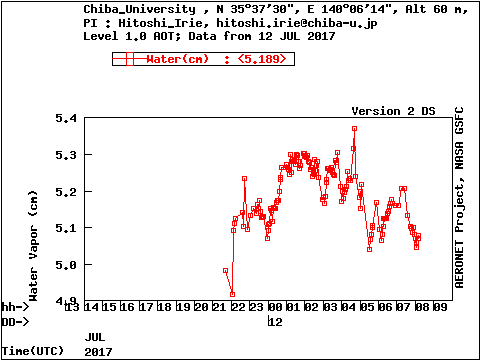 Chiba_University , N 35°37'30", E 140°06'14", Alt 60 m,
PI : Hitoshi_Irie, hitoshi.irie@chiba-u.jp
Level 1.0 AOT; Data from 12 JUL 2017
Water(cm) : <5.189>
Version 2 DS
5.4
5.3
5.2
5.1
5.0
4.9
Water Vapor (cm)
AERONET Project, NASA GSFC
hh-> 13 14 15 16 17 18 19 20 21 22 23 00 01 02 03 04 05 06 07 08 09
DD-> 12
JUL
Time(UTC) 2017